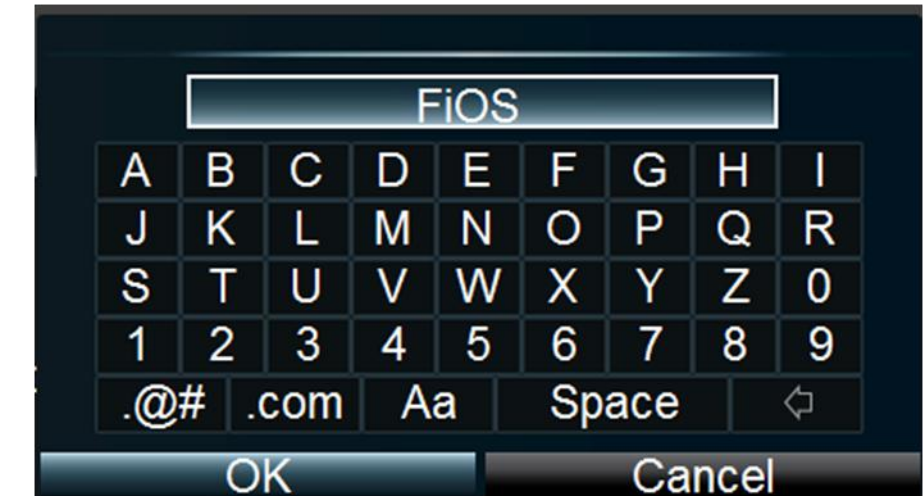 FiOS
A B C D E F G H I
J K L M N O P Q R
S T U V W X Y Z 0
1 2 3 4 5 6 7 8 9
.@# .com Aa Space
OK Cancel